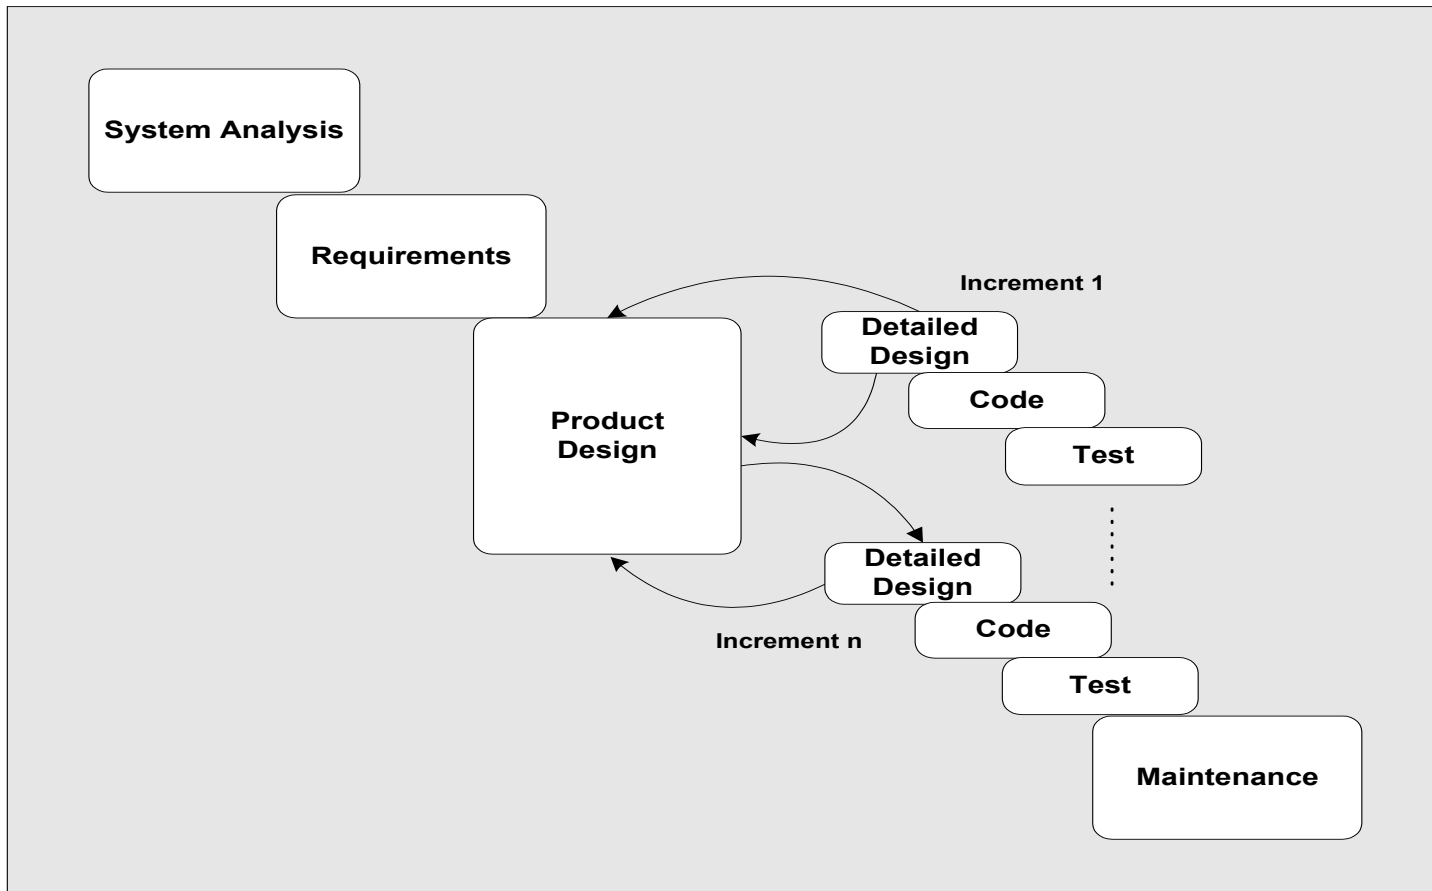 System Analysis
Requirements
Increment 1
Detailed
Design
Code
Test
Product
Design
Detailed
Design
Code
Increment n
Test
Maintenance